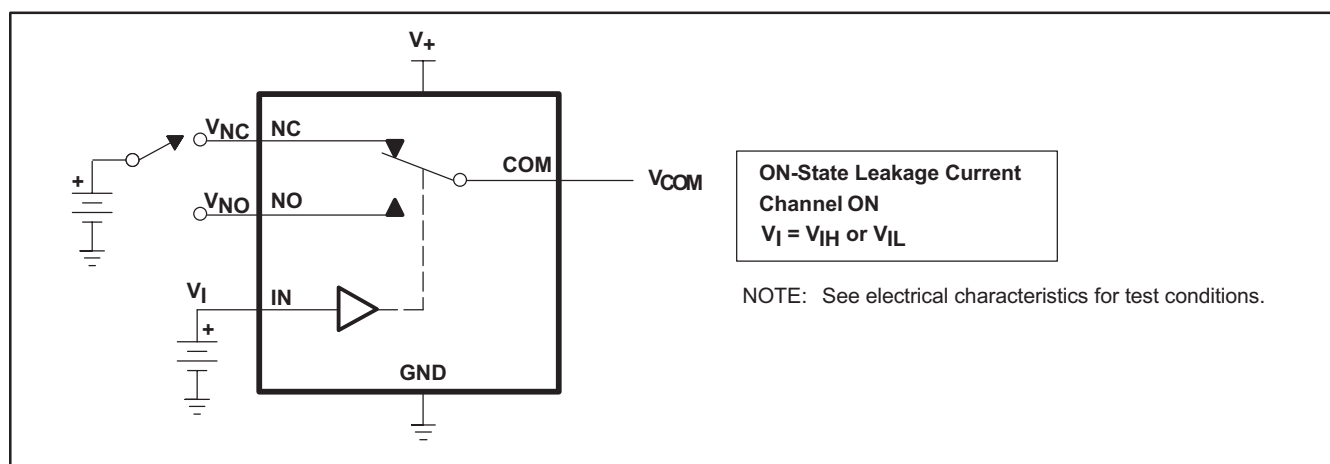 V+
VNC NC
+
COM
VCOM
VNO NO
VI IN
+
GND
ON-State Leakage Current
Channel ON
VI = VIH or VIL
NOTE: See electrical characteristics for test conditions.